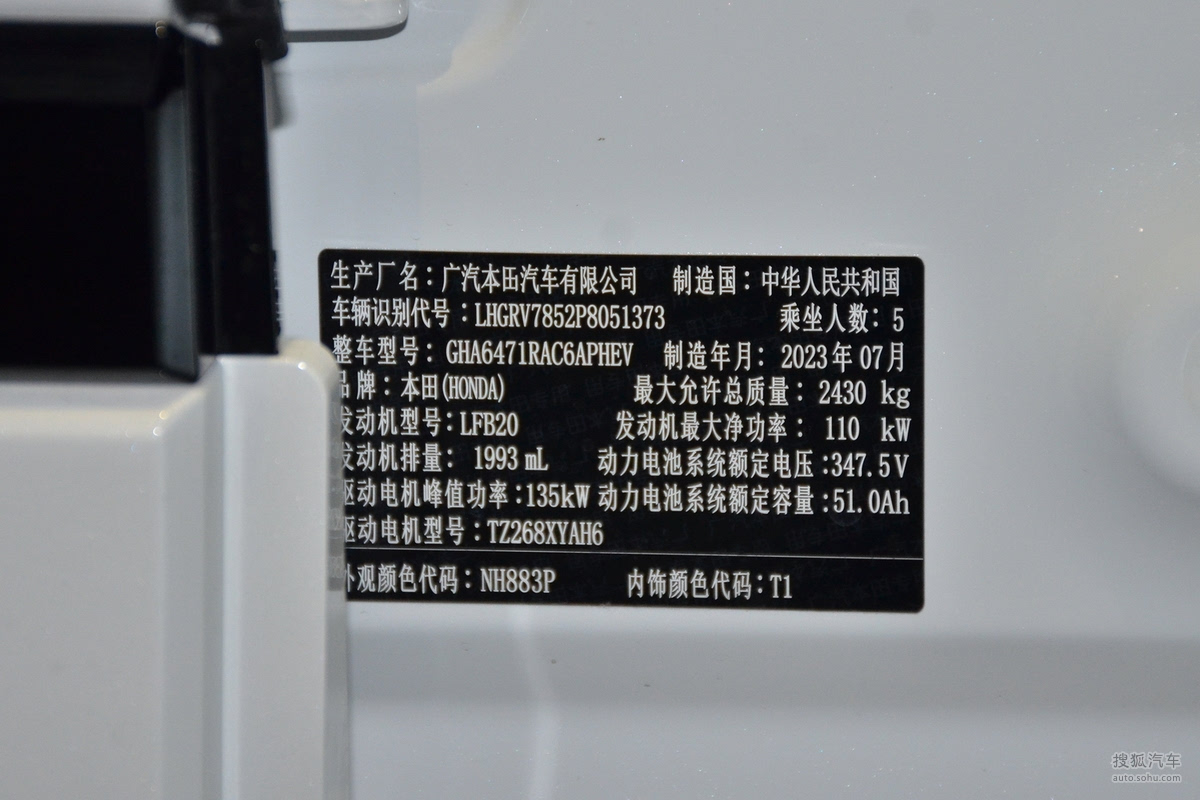 生产厂名：广汽本田汽车有限公司 制造国：中华人民共和国
车辆识别代号：LHGRV7852P8051373 乘坐人数：5
整车型号：GHA6471RAC6APHEV 制造年月：2023年07月
品牌：本田(HONDA) 最大允许总质量：2430 kg
发动机型号：LFB20 发动机最大净功率：110 kW
发动机排量：1993 mL 动力电池系统额定电压：347.5V
驱动电机峰值功率：135kW 动力电池系统额定容量：51.0Ah
驱动电机型号：TZ268XYAH6
外观颜色代码：NH883P 内饰颜色代码：T1
搜狐汽车
auto.sohu.com